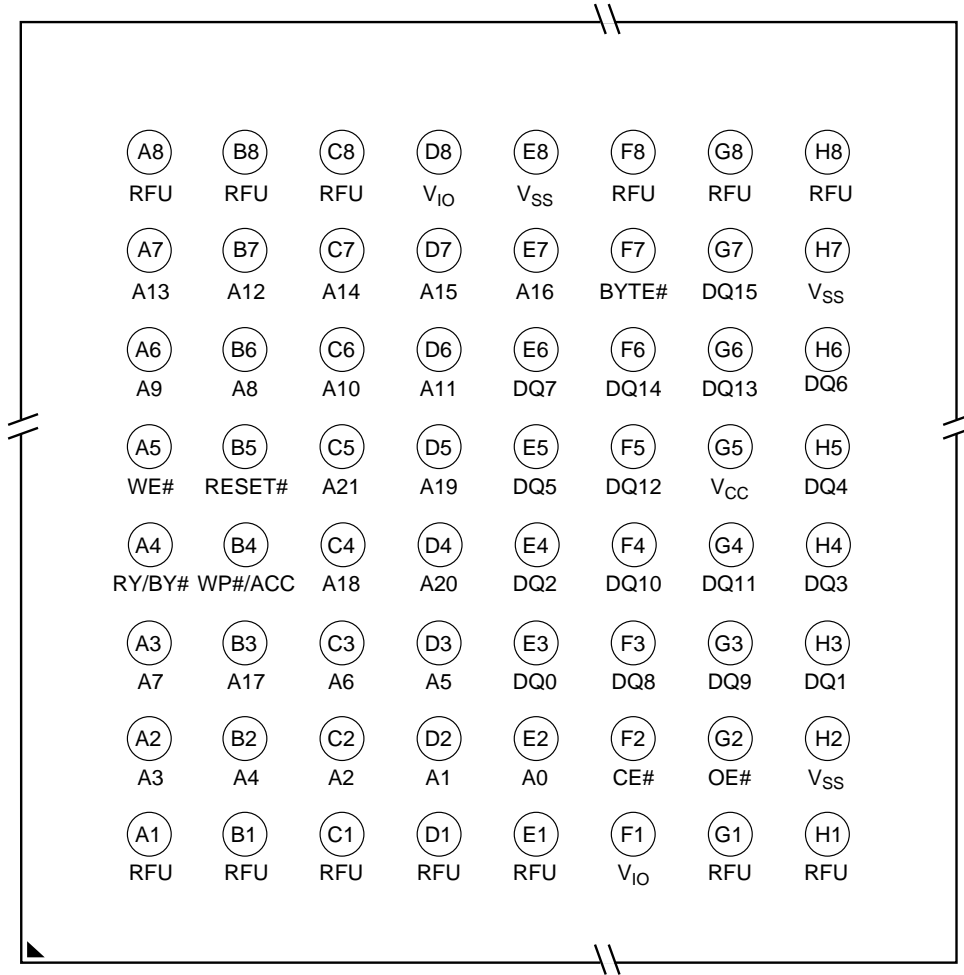 A8 B8 C8 D8 E8 F8 G8 H8
RFU RFU RFU VIO VSS RFU RFU RFU
A7 B7 C7 D7 E7 F7 G7 H7
A13 A12 A14 A15 A16 BYTE# DQ15 VSS
A6 B6 C6 D6 E6 F6 G6 H6
A9 A8 A10 A11 DQ7 DQ14 DQ13 DQ6
A5 B5 C5 D5 E5 F5 G5 H5
WE# RESET# A21 A19 DQ5 DQ12 VCC DQ4
A4 B4 C4 D4 E4 F4 G4 H4
RY/BY# WP#/ACC A18 A20 DQ2 DQ10 DQ11 DQ3
A3 B3 C3 D3 E3 F3 G3 H3
A7 A17 A6 A5 DQ0 DQ8 DQ9 DQ1
A2 B2 C2 D2 E2 F2 G2 H2
A3 A4 A2 A1 A0 CE# OE# VSS
A1 B1 C1 D1 E1 F1 G1 H1
RFU RFU RFU RFU RFU VIO RFU RFU